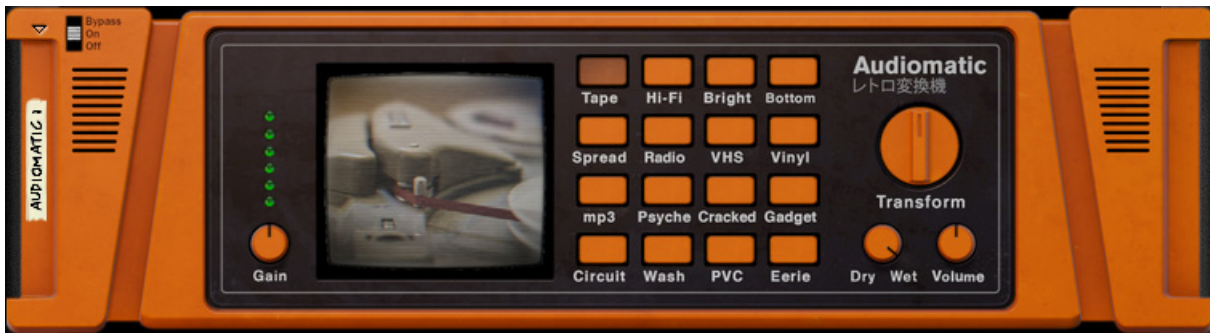 Bypass
On
Off
AUDIOMATIC 1
Gain
Tape Hi-Fi Bright Bottom
Spread Radio VHS Vinyl
mp3 Psyche Cracked Gadget
Circuit Wash PVC Eerie
Audiomatic
レトロ変換機
Transform
Dry Wet Volume